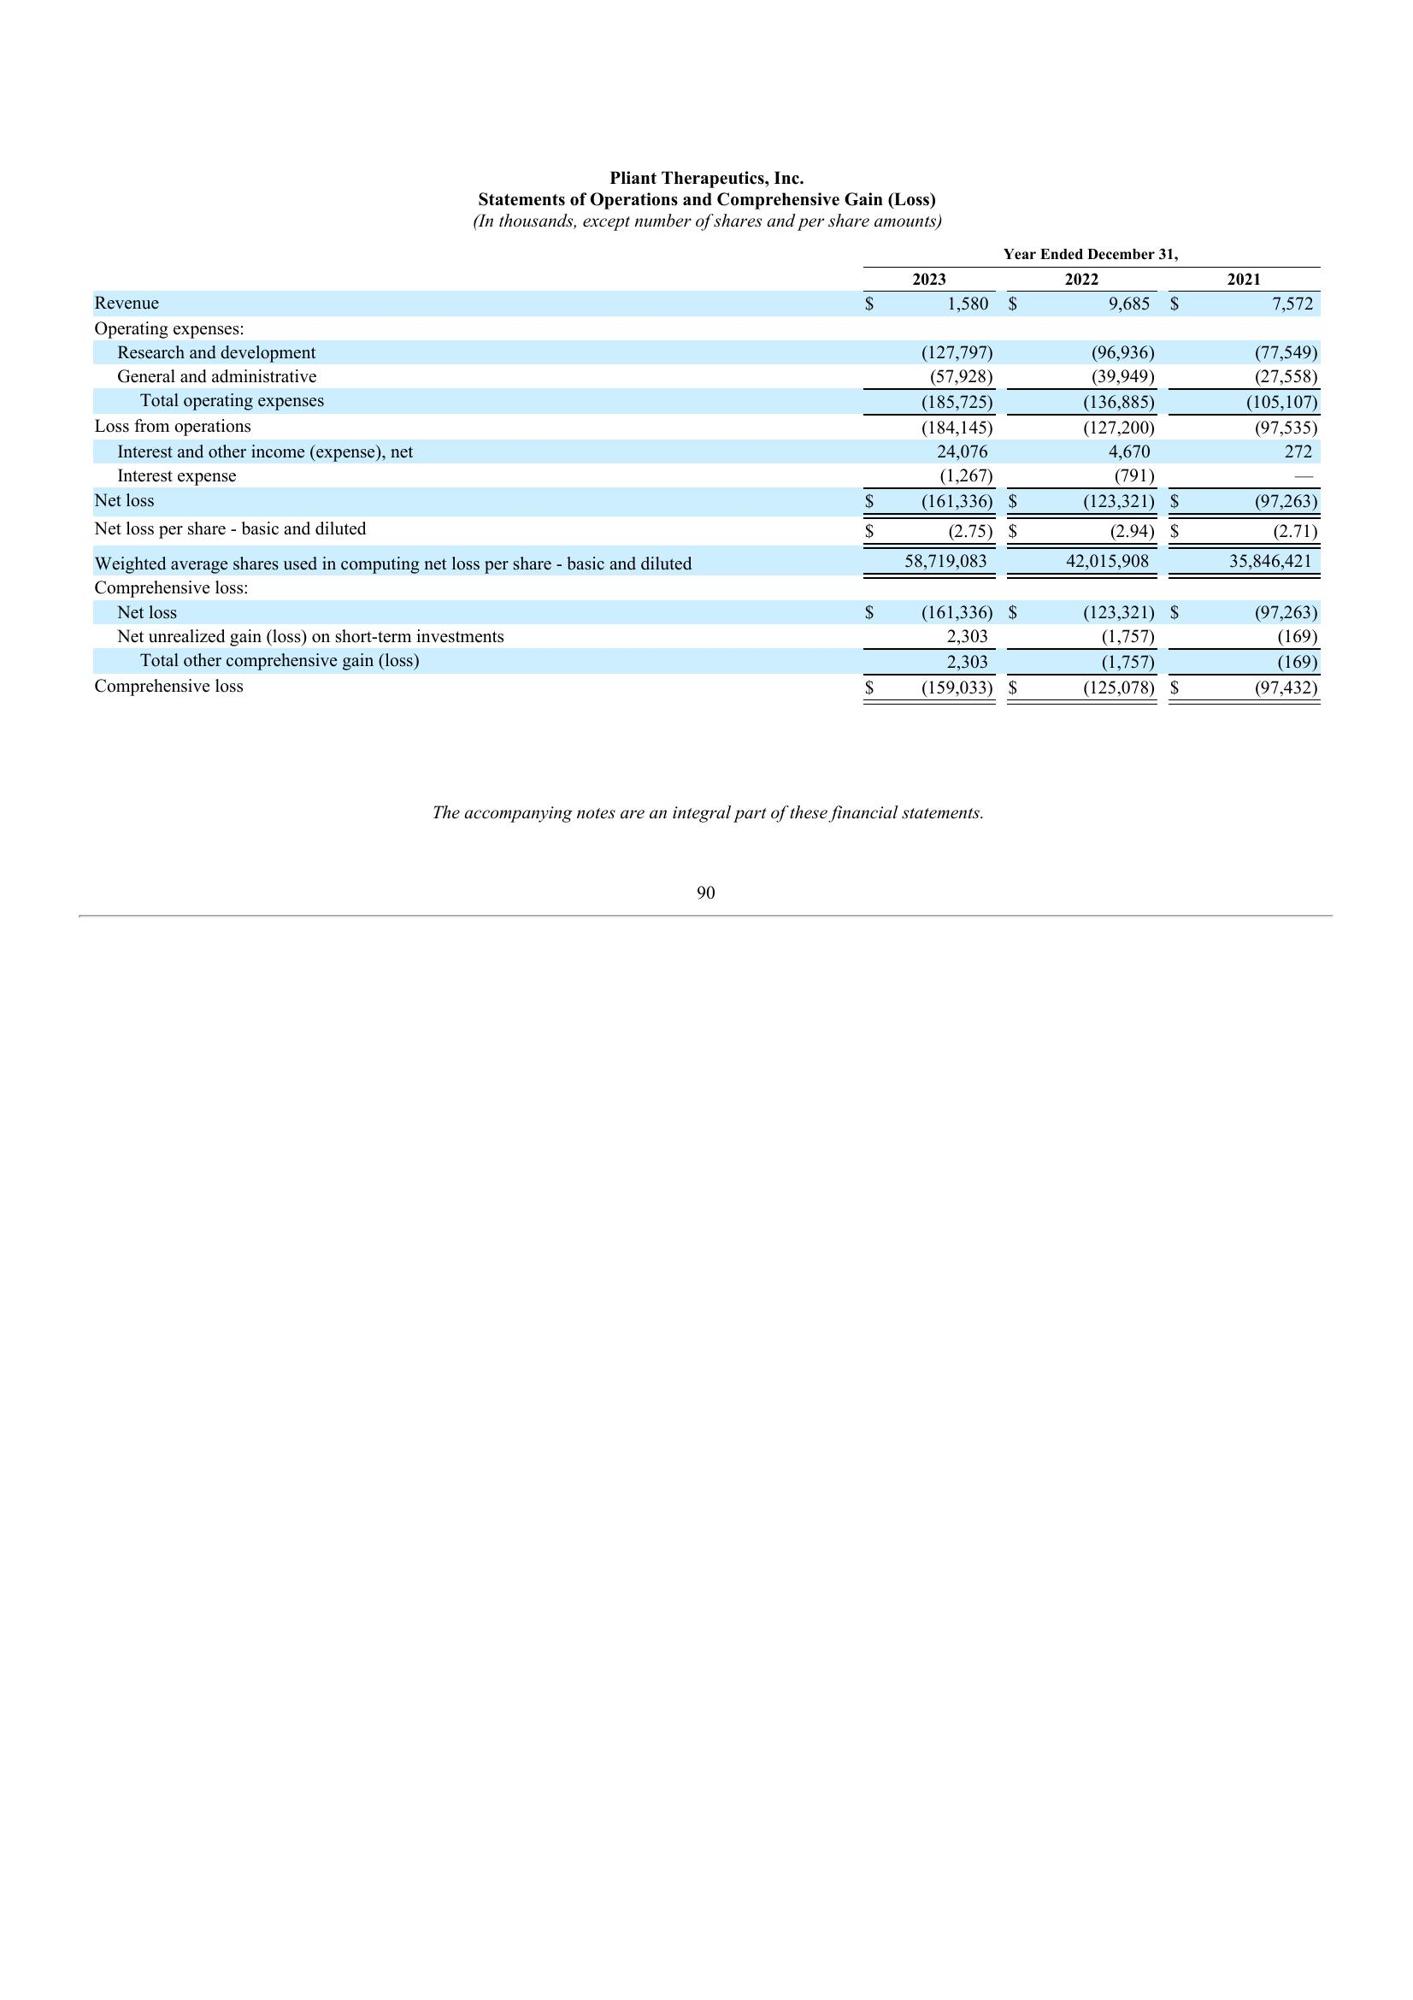 Pliant Therapeutics, Inc.
Statements of Operations and Comprehensive Gain (Loss)
(In thousands, except number of shares and per share amounts)
Year Ended December 31,
2023 2022 2021
Revenue $ 1,580 $ 9,685 $ 7,572
Operating expenses:
Research and development (127,797) (96,936) (77,549)
General and administrative (57,928) (39,949) (27,558)
Total operating expenses (185,725) (136,885) (105,107)
Loss from operations (184,145) (127,200) (97,535)
Interest and other income (expense), net 24,076 4,670 272
Interest expense (1,267) (791) —
Net loss $ (161,336) $ (123,321) $ (97,263)
Net loss per share - basic and diluted $ (2.75) $ (2.94) $ (2.71)
Weighted average shares used in computing net loss per share - basic and diluted 58,719,083 42,015,908 35,846,421
Comprehensive loss:
Net loss $ (161,336) $ (123,321) $ (97,263)
Net unrealized gain (loss) on short-term investments 2,303 (1,757) (169)
Total other comprehensive gain (loss) 2,303 (1,757) (169)
Comprehensive loss $ (159,033) $ (125,078) $ (97,432)
The accompanying notes are an integral part of these financial statements.
90